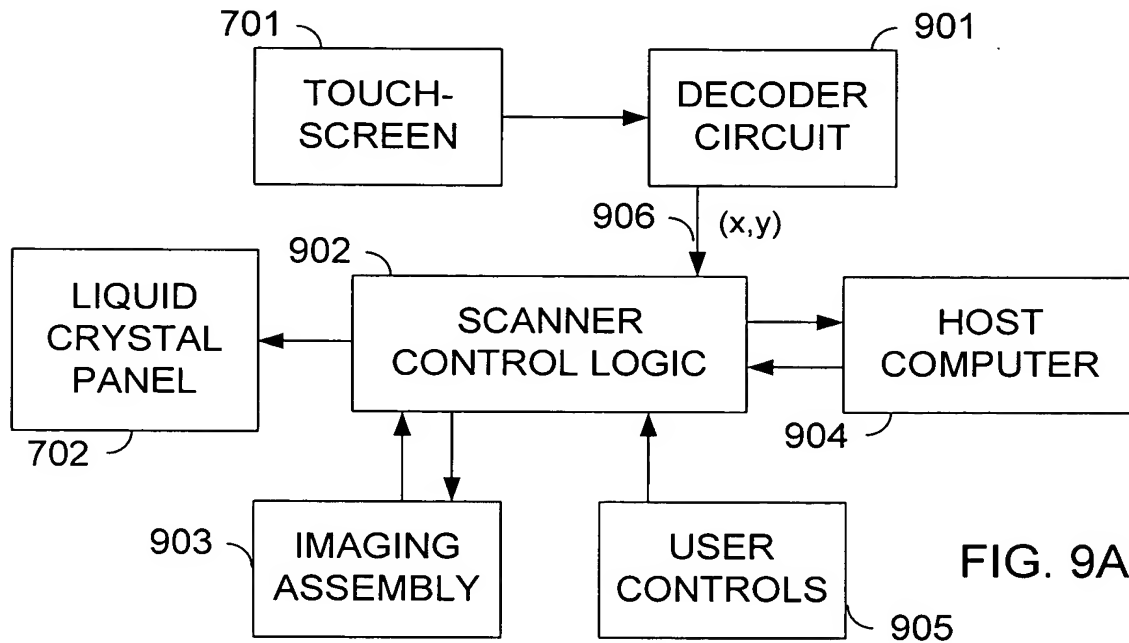 701
TOUCH-
SCREEN
901
DECODER
CIRCUIT
906
(x,y)
902
SCANNER
CONTROL LOGIC
LIQUID
CRYSTAL
PANEL
702
HOST
COMPUTER
904
903
IMAGING
ASSEMBLY
USER
CONTROLS
905
FIG. 9A